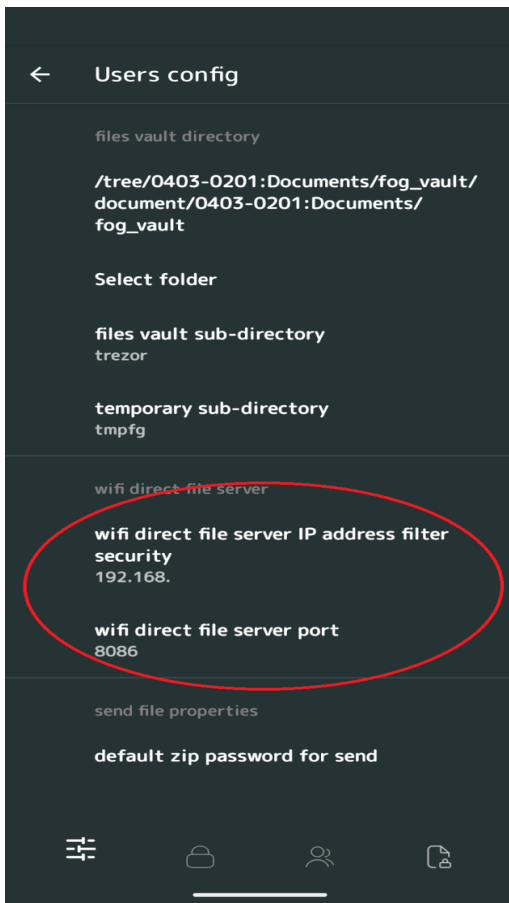 Users config
files vault directory
/tree/0403-0201:Documents/fog_vault/
document/0403-0201:Documents/
fog_vault
Select folder
files vault sub-directory
trezor
temporary sub-directory
tmpfg
wifi direct file server
wifi direct file server IP address filter
security
192.168.
wifi direct file server port
8086
send file properties
default zip password for send